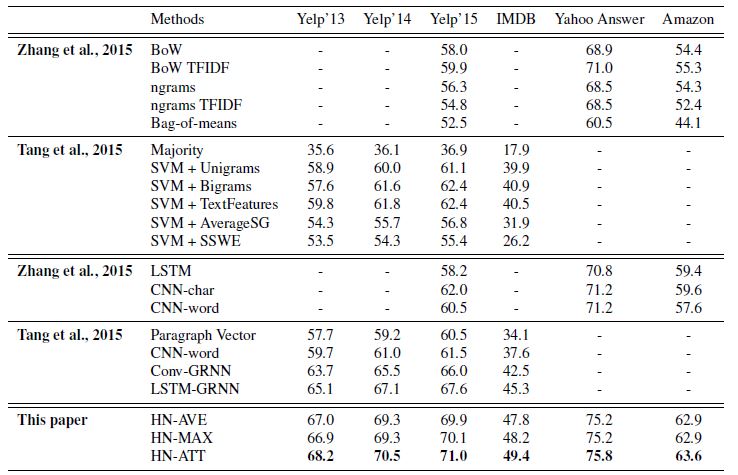 Methods Yelp'13 Yelp'14 Yelp'15 IMDB Yahoo Answer Amazon
Zhang et al., 2015 BoW - - 58.0 - 68.9 54.4
BoW TFIDF - - 59.9 - 71.0 55.3
ngrams - - 56.3 - 68.5 54.3
ngrams TFIDF - - 54.8 - 68.5 52.4
Bag-of-means - - 52.5 - 60.5 44.1
Tang et al., 2015 Majority 35.6 36.1 36.9 17.9 - -
SVM + Unigrams 58.9 60.0 61.1 39.9 - -
SVM + Bigrams 57.6 61.6 62.4 40.9 - -
SVM + TextFeatures 59.8 61.8 62.4 40.5 - -
SVM + AverageSG 54.3 55.7 56.8 31.9 - -
SVM + SSWE 53.5 54.3 55.4 26.2 - -
Zhang et al., 2015 LSTM - - 58.2 - 70.8 59.4
CNN-char - - 62.0 - 71.2 59.6
CNN-word - - 60.5 - 71.2 57.6
Tang et al., 2015 Paragraph Vector 57.7 59.2 60.5 34.1 - -
CNN-word 59.7 61.0 61.5 37.6 - -
Conv-GRNN 63.7 65.5 66.0 42.5 - -
LSTM-GRNN 65.1 67.1 67.6 45.3 - -
This paper HN-AVE 67.0 69.3 69.9 47.8 75.2 62.9
HN-MAX 66.9 69.3 70.1 48.2 75.2 62.9
HN-ATT 68.2 70.5 71.0 49.4 75.8 63.6